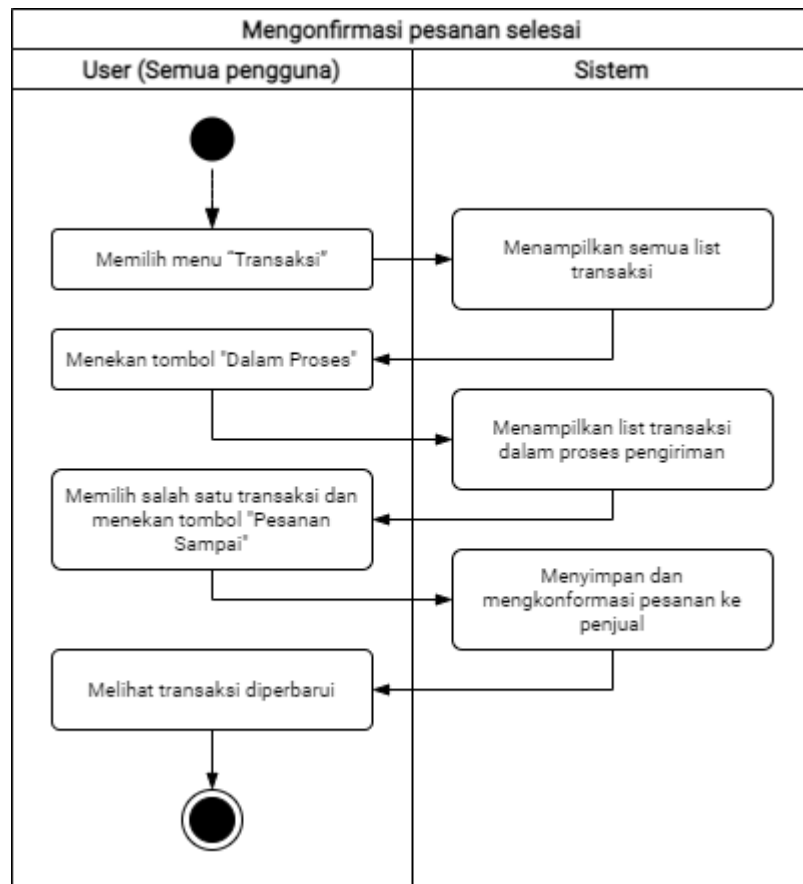 Mengonfirmasi pesanan selesai
User (Semua pengguna)
Sistem
Memilih menu “Transaksi”
Menampilkan semua list
transaksi
Menekan tombol "Dalam Proses"
Menampilkan list transaksi
dalam proses pengiriman
Memilih salah satu transaksi dan
menekan tombol "Pesanan
Sampai"
Menyimpan dan
mengkonformasi pesanan ke
penjual
Melihat transaksi diperbarui